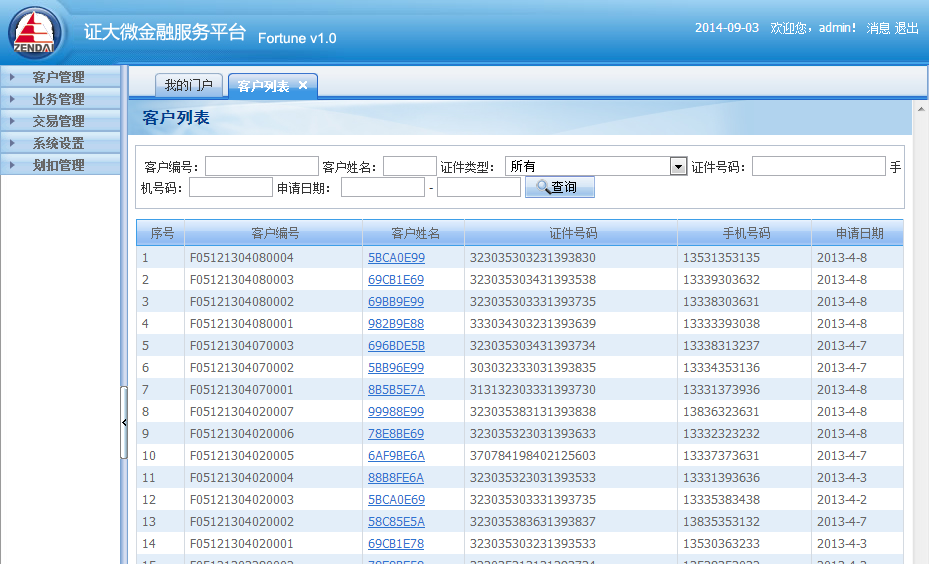 ZENDAI
证大微金融服务平台 Fortune v1.0
2014-09-03 欢迎您，admin! 消息 退出
客户管理
业务管理
交易管理
系统设置
划扣管理
我的门户 客户列表 ×
客户列表
客户编号： 客户姓名： 证件类型： 所有 证件号码： 手
机号码： 申请日期： - 查询
序号 客户编号 客户姓名 证件号码 手机号码 申请日期
1 F05121304080004 5BCA0E99 323035303231393830 13531353135 2013-4-8
2 F05121304080003 69CB1E69 323035303431393538 13339303632 2013-4-8
3 F05121304080002 69BB9E99 323035303331393735 13338303631 2013-4-8
4 F05121304080001 982B9E88 333034303231393639 13333393038 2013-4-8
5 F05121304070003 696BDE5B 323035303431393734 13338313237 2013-4-7
6 F05121304070002 5BB96E99 303032333031393835 13334353136 2013-4-7
7 F05121304070001 8B5B5E7A 313132303331393730 13331373936 2013-4-8
8 F05121304020007 99988E99 323035383131393838 13836323631 2013-4-8
9 F05121304020006 78E8BE69 323035323031393633 13332323232 2013-4-8
10 F05121304020005 6AF9BE6A 370784198402125603 13337373631 2013-4-7
11 F05121304020004 88B8FE6A 323035323031393533 13331393636 2013-4-3
12 F05121304020003 5BCA0E69 323035303331393735 13335383438 2013-4-2
13 F05121304020002 58C85E5A 323035383631393837 13835353132 2013-4-7
14 F05121304020001 69CB1E78 323035303231393533 13530363233 2013-4-3